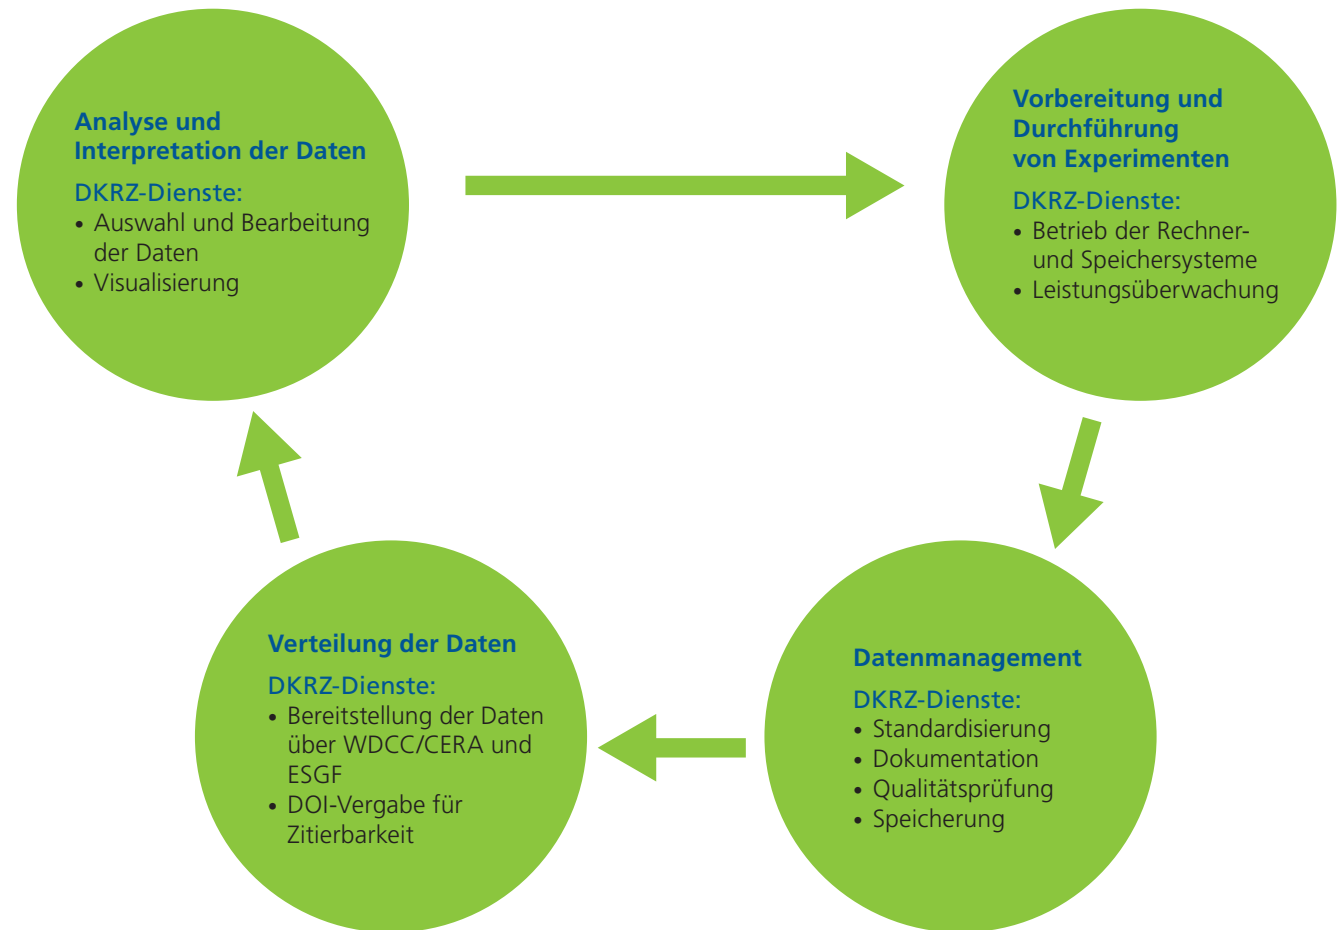 Analyse und
Interpretation der Daten
DKRZ-Dienste:
• Auswahl und Bearbeitung
der Daten
• Visualisierung
Vorbereitung und
Durchführung
von Experimenten
DKRZ-Dienste:
• Betrieb der Rechner-
und Speichersysteme
• Leistungsüberwachung
Verteilung der Daten
DKRZ-Dienste:
• Bereitstellung der Daten
über WDCC/CERA und
ESGF
• DOI-Vergabe für
Zitierbarkeit
Datenmanagement
DKRZ-Dienste:
• Standardisierung
• Dokumentation
• Qualitätsprüfung
• Speicherung